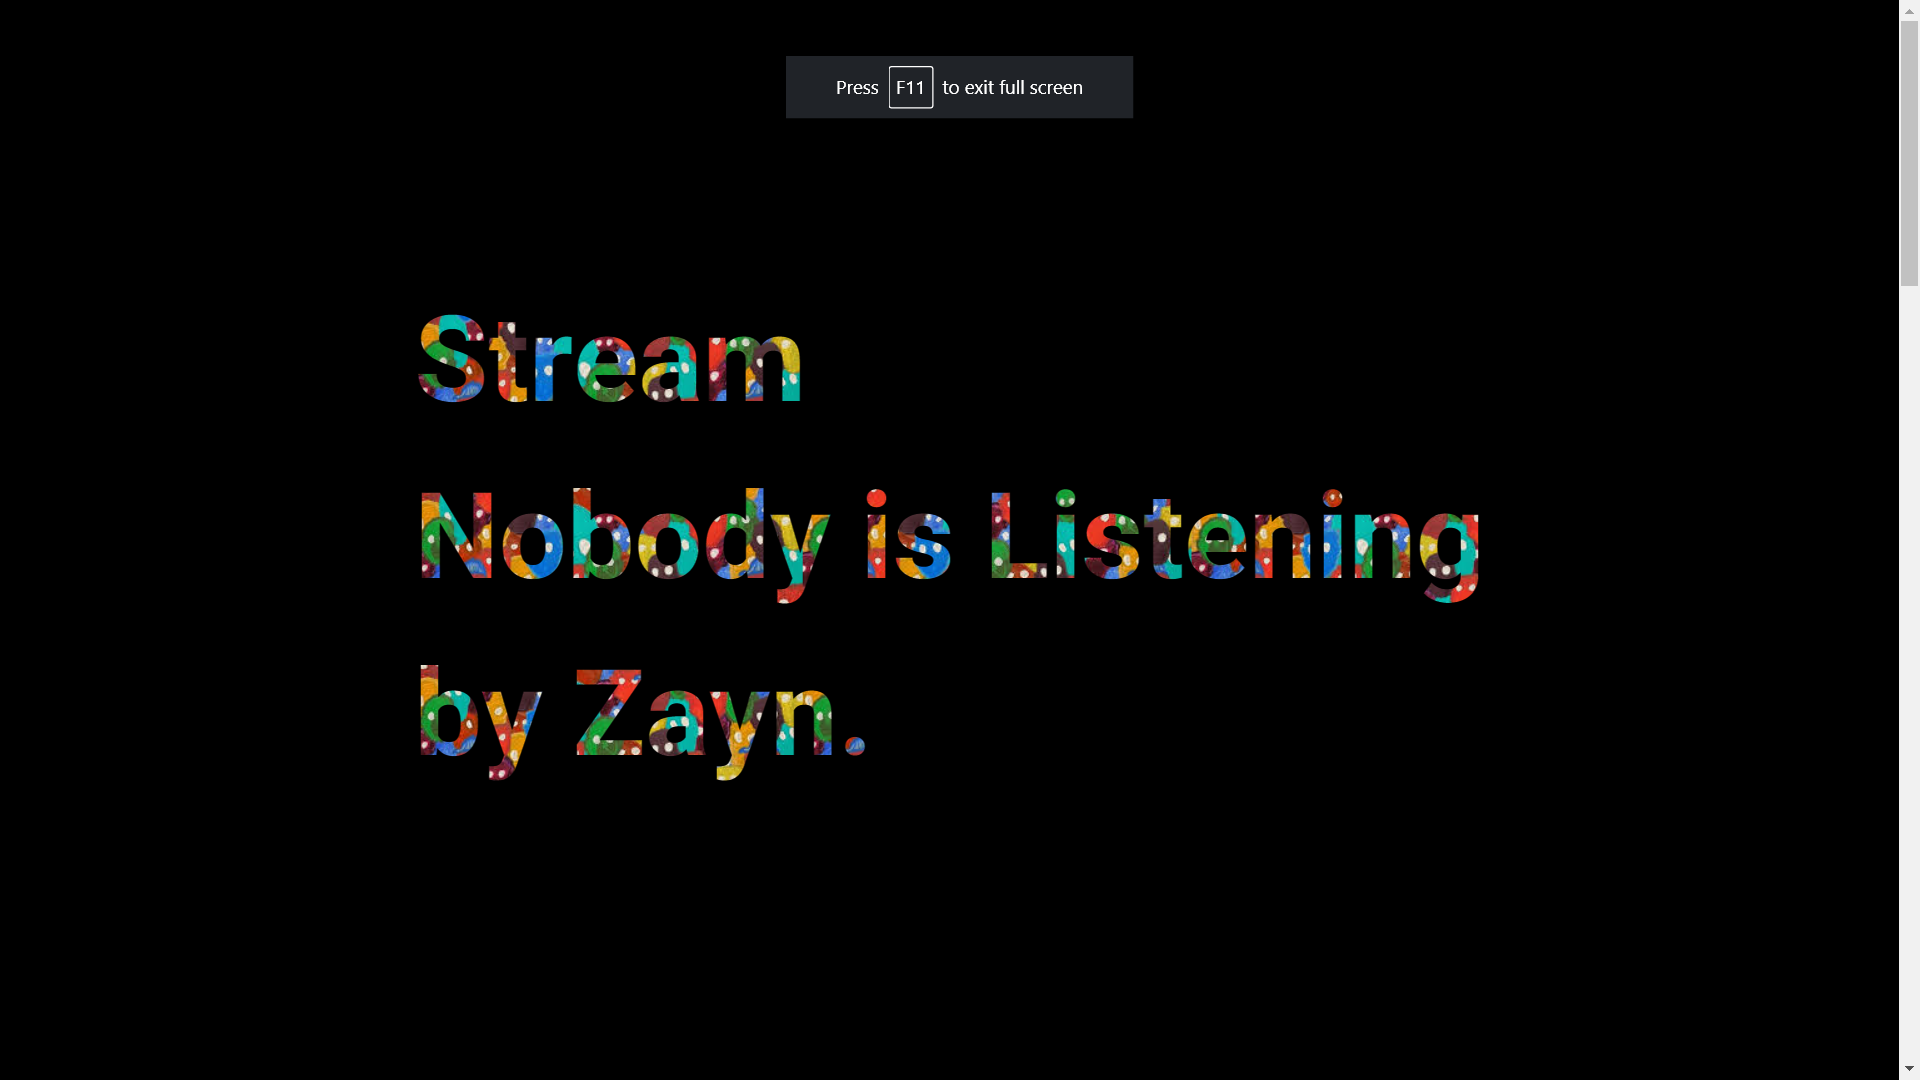 Press F11 to exit full screen
Stream
Nobody is Listening
by Zayn.